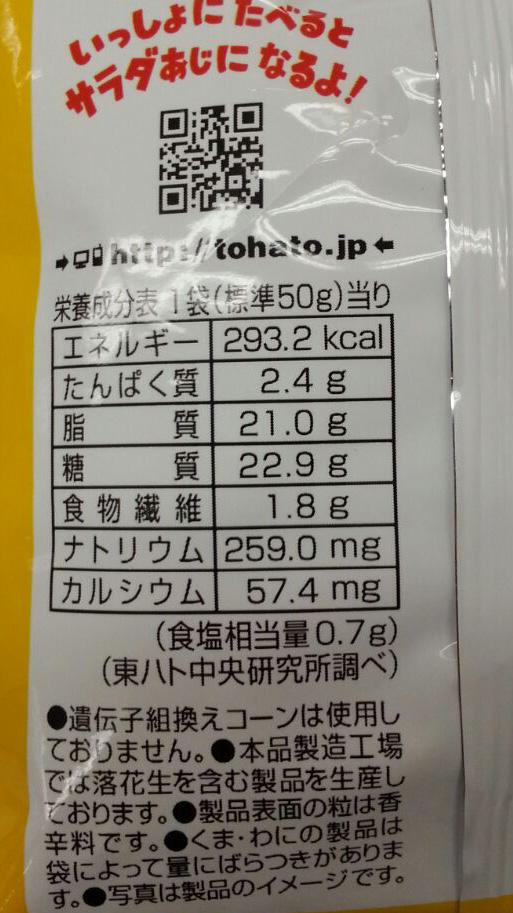 いっしょにたべると
サラダあじになるよ!
http://tohato.jp
栄養成分表 1袋(標準50g)当り
エネルギー 293.2 kcal
たんぱく質 2.4 g
脂質 21.0 g
糖質 22.9 g
食物繊維 1.8 g
ナトリウム 259.0 mg
カルシウム 57.4 mg
(食塩相当量0.7g)
(東ハト中央研究所調べ)
●遺伝子組換えコーンは使用し
ておりません。●本品製造工場
では落花生を含む製品を生産し
ております。●製品表面の粒は香
辛料です。●くま・わにの製品は
袋によって量にばらつきがありま
す。●写真は製品のイメージです。